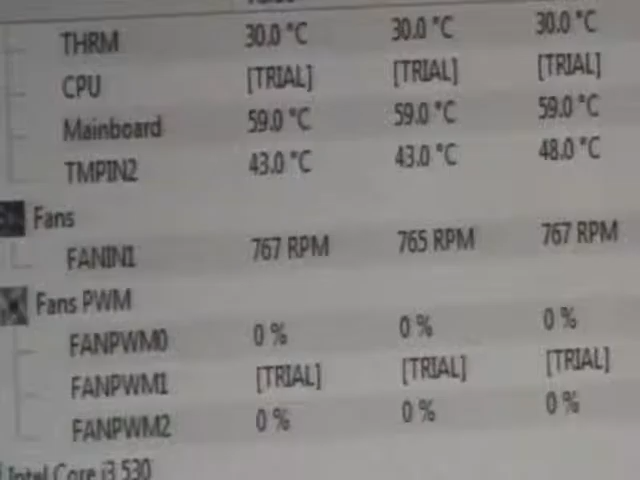 THRM 30.0 °C 30.0 °C 30.0 °C
CPU [TRIAL] [TRIAL] [TRIAL]
Mainboard 59.0 °C 59.0 °C 59.0 °C
TMPIN2 43.0 °C 43.0 °C 48.0 °C
Fans
FANIN1 767 RPM 765 RPM 767 RPM
Fans PWM
FANPWM0 0 % 0 % 0 %
FANPWM1 [TRIAL] [TRIAL] [TRIAL]
FANPWM2 0 % 0 % 0 %
Intel Core i3 530